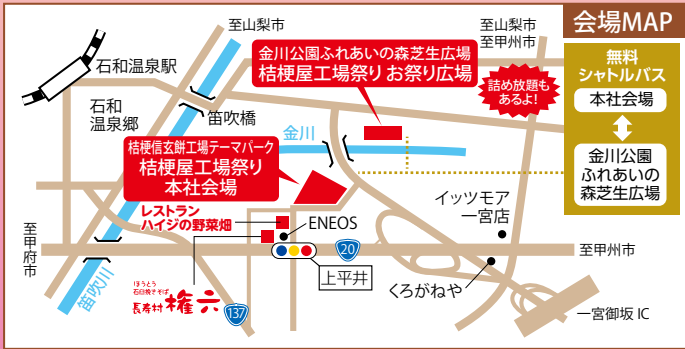 会場MAP
至山梨市
至山梨市
至甲州市
石和温泉駅
金川公園ふれあいの森芝生広場
桔梗屋工場祭り お祭り広場
詰め放題も
あるよ!
無料
シャトルバス
本社会場
金川公園
ふれあいの
森芝生広場
石和
温泉郷
笛吹橋
金川
桔梗信玄餅工場テーマパーク
桔梗屋工場祭り
本社会場
レストラン
ハイジの野菜畑
ENEOS
イッツモア
一宮店
至甲府市
20
至甲州市
上平井
くろがねや
笛吹川
ほうとう
石臼挽きそば
長寿村 権六
137
一宮御坂 IC